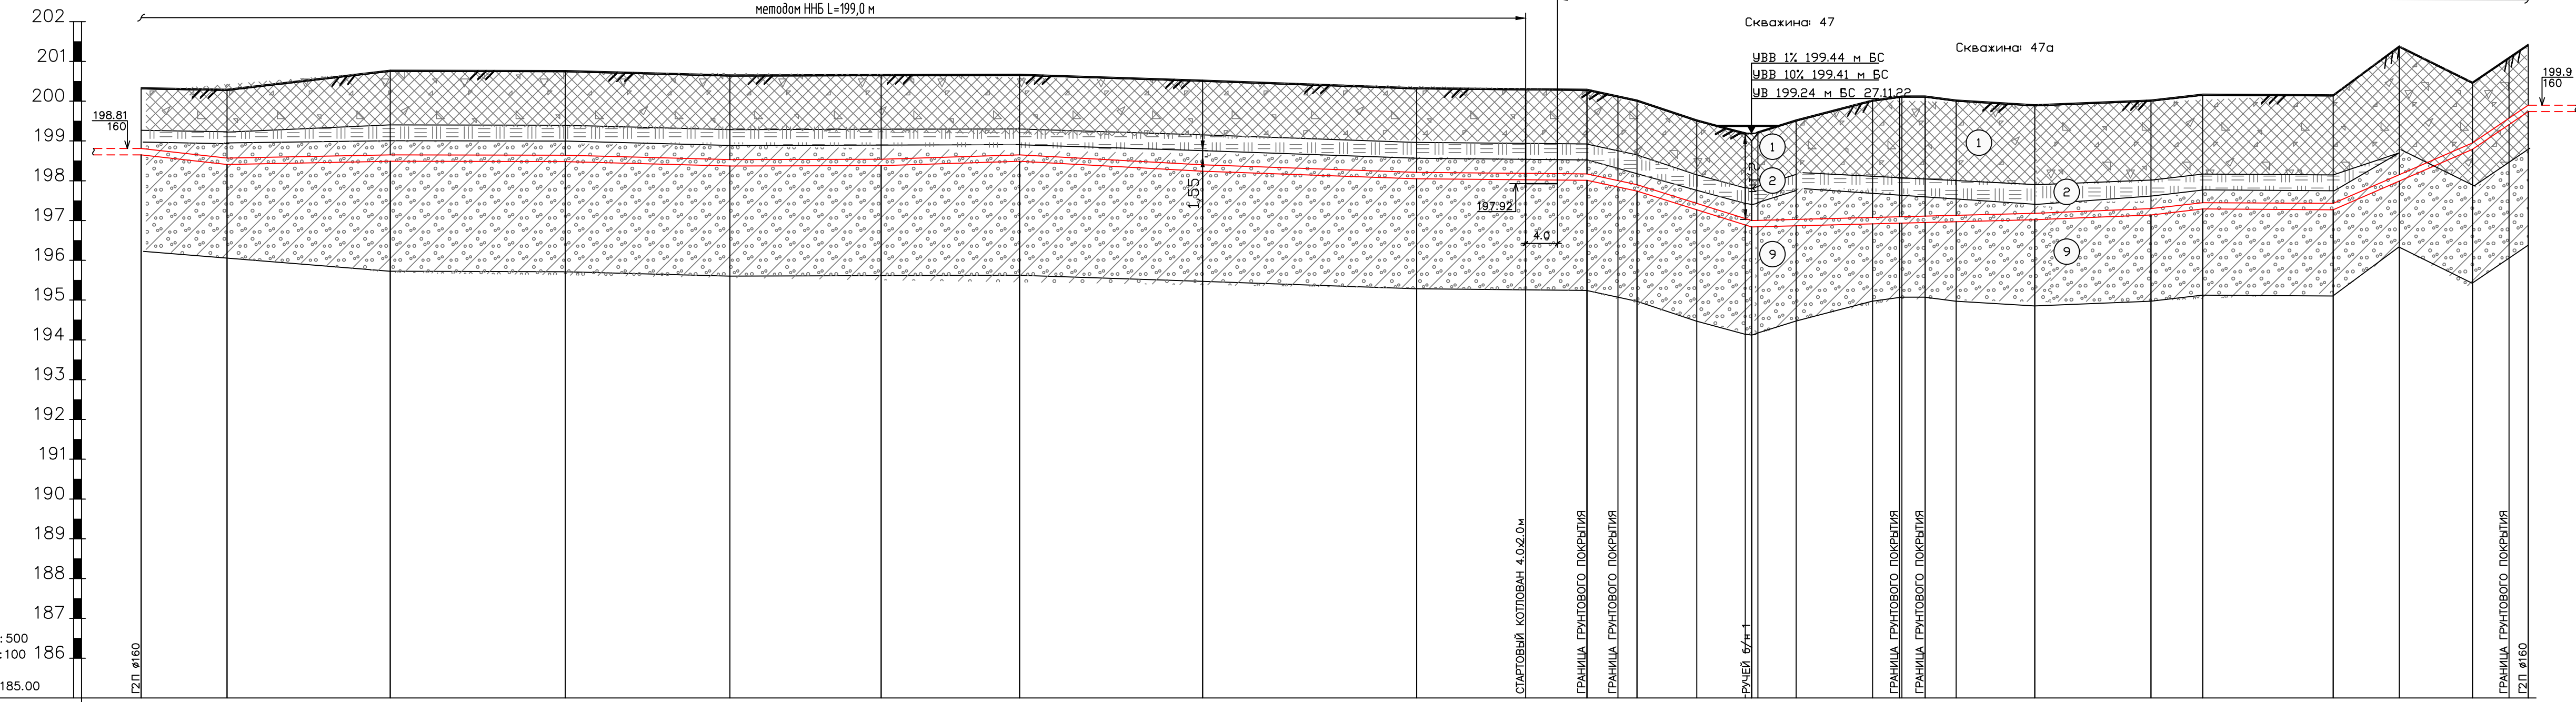 методом ННБ L=199,0 м
Скважина: 47
Скважина: 47а
УВВ 1% 199.44 м БС
УВВ 10% 199.41 м БС
УВ 199.24 м БС 27.11.22
202
201
200
199
198
197
196
195
194
193
192
191
190
189
188
187
186
:500
:100
185.00
198.81
160
199.9
160
1,55
197.92
4.0
1
2
9
1
2
9
Г2П ø160
СТАРТОВЫЙ КОТЛОВАН 4.0х2.0м
ГРАНИЦА ГРУНТОВОГО ПОКРЫТИЯ
ГРАНИЦА ГРУНТОВОГО ПОКРЫТИЯ
РУЧЕЙ б/н 1
ГРАНИЦА ГРУНТОВОГО ПОКРЫТИЯ
ГРАНИЦА ГРУНТОВОГО ПОКРЫТИЯ
ГРАНИЦА ГРУНТОВОГО ПОКРЫТИЯ
Г2П ø160